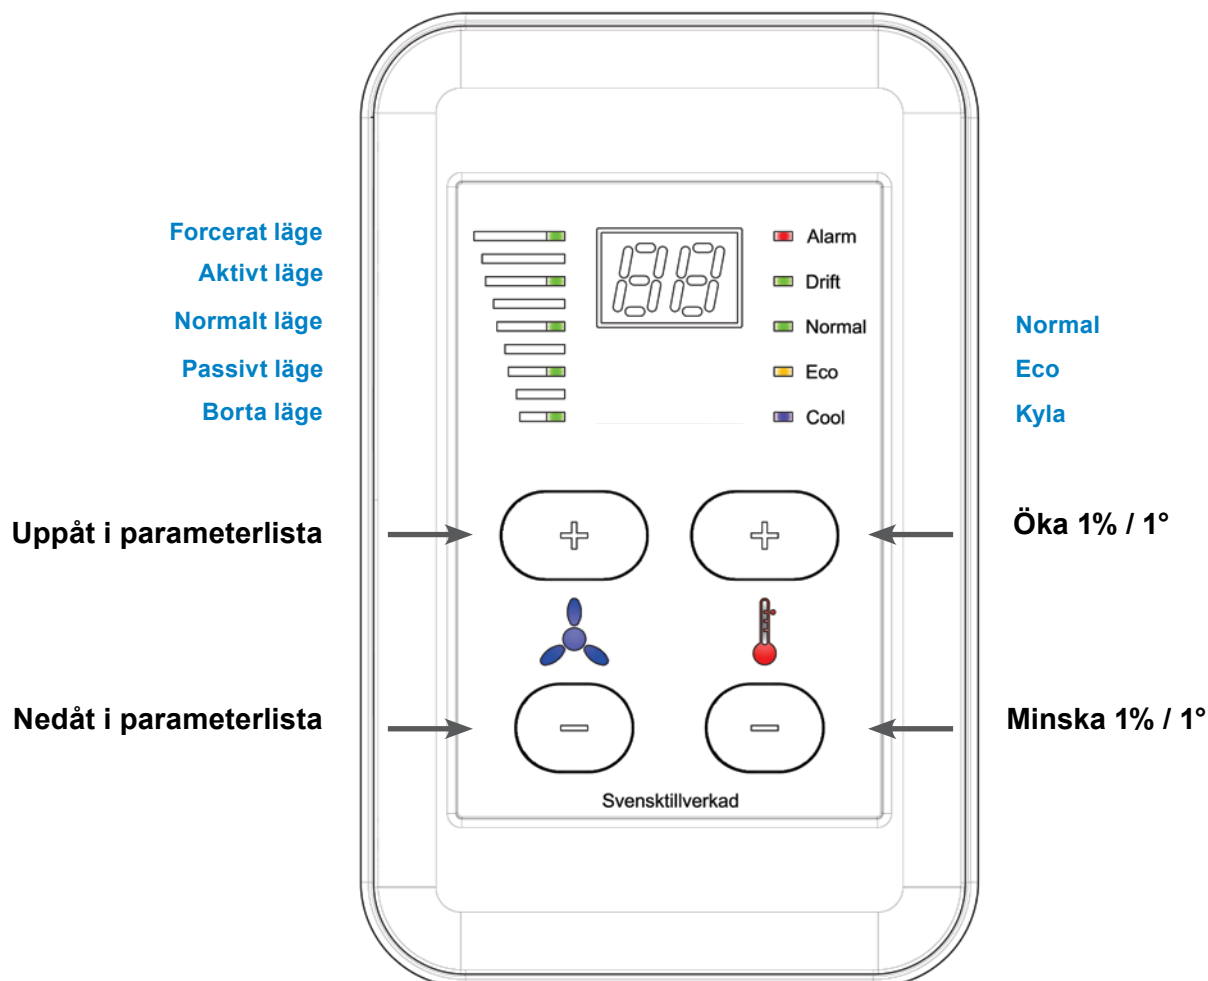 Forcerat läge
Aktivt läge
Normalt läge
Passivt läge
Borta läge
88
Alarm
Drift
Normal
Eco
Cool
Normal
Eco
Kyla
Uppåt i parameterlista
Öka 1% / 1°
Nedåt i parameterlista
Minska 1% / 1°
Svensktillverkad